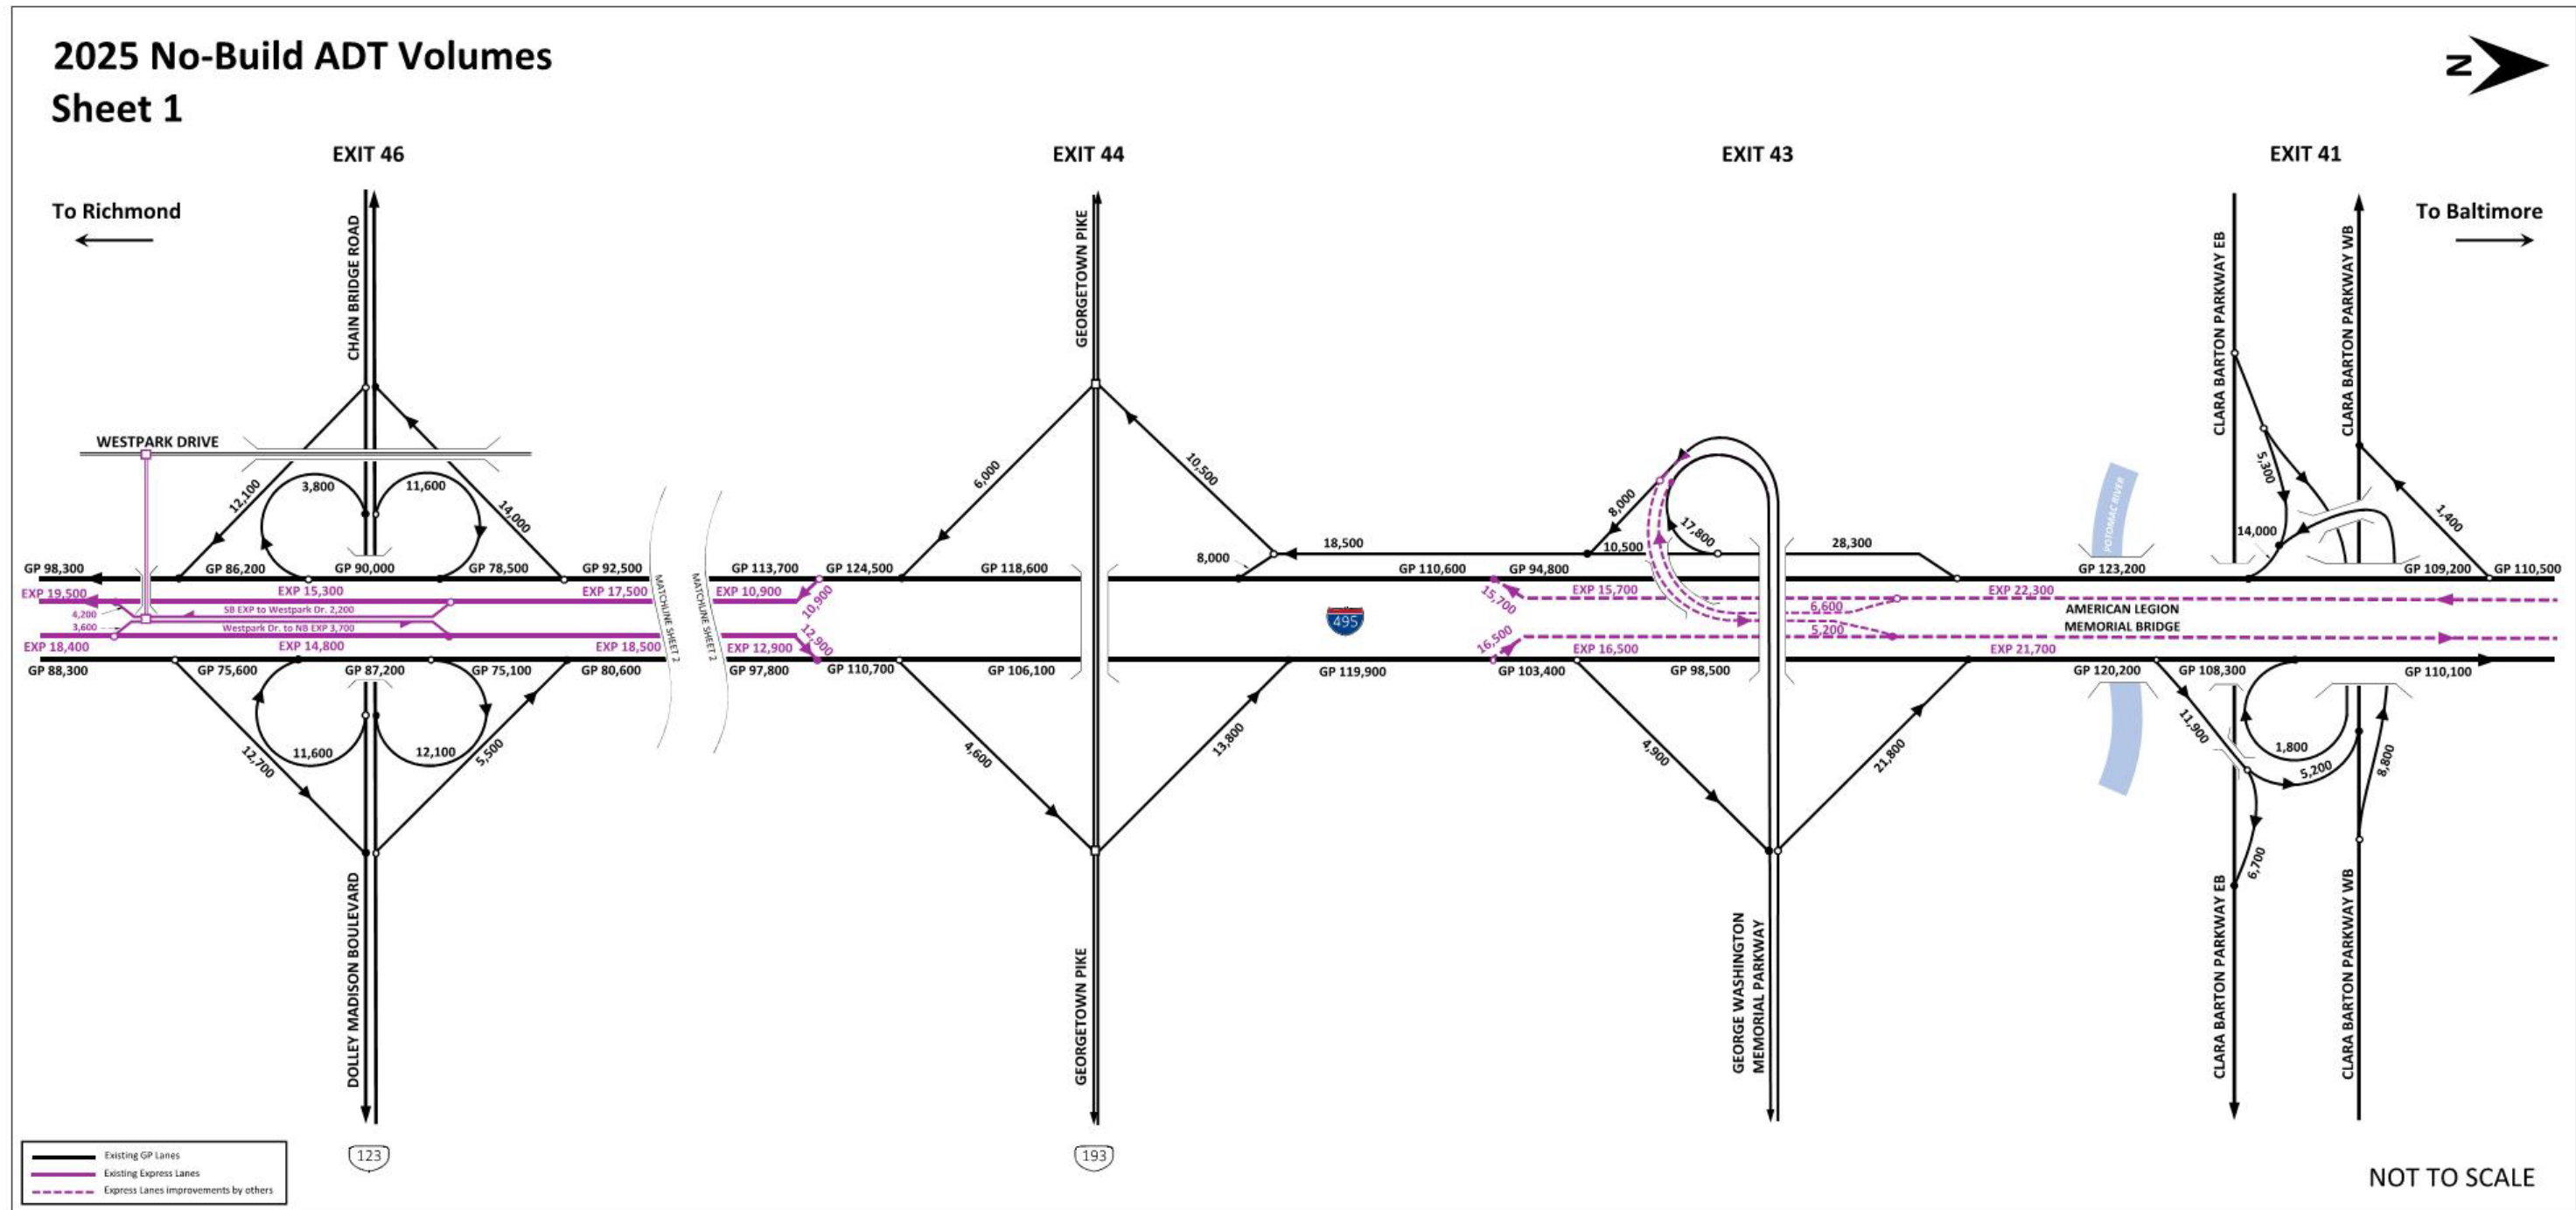 2025 No-Build ADT Volumes
Sheet 1
N
EXIT 46
EXIT 44
EXIT 43
EXIT 41
To Richmond
To Baltimore
CHAIN BRIDGE ROAD
GEORGETOWN PIKE
CLARA BARTON PARKWAY EB
CLARA BARTON PARKWAY WB
WESTPARK DRIVE
12,100
3,800
11,600
14,000
6,000
10,500
8,000
18,500
8,000
10,500
17,800
28,300
POTOMAC RIVER
5,300
14,000
1,400
GP 98,300
GP 86,200
GP 90,000
GP 78,500
GP 92,500
GP 113,700
GP 124,500
GP 118,600
GP 110,600
GP 94,800
GP 123,200
GP 109,200
GP 110,500
EXP 19,500
EXP 15,300
EXP 17,500
EXP 10,900
10,900
15,700
EXP 15,700
EXP 22,300
4,200
SB EXP to Westpark Dr. 2,200
3,600
Westpark Dr. to NB EXP 3,700
MATCHLINE SHEET 2
MATCHLINE SHEET 2
495
6,600
5,200
AMERICAN LEGION
MEMORIAL BRIDGE
EXP 18,400
EXP 14,800
EXP 18,500
EXP 12,900
12,900
16,500
EXP 16,500
EXP 21,700
GP 88,300
GP 75,600
GP 87,200
GP 75,100
GP 80,600
GP 97,800
GP 110,700
GP 106,100
GP 119,900
GP 103,400
GP 98,500
GP 120,200
GP 108,300
GP 110,100
12,700
11,600
12,100
5,500
4,600
13,800
4,900
21,800
11,900
1,800
5,200
8,800
6,700
DOLLEY MADISON BOULEVARD
GEORGETOWN PIKE
GEORGE WASHINGTON
MEMORIAL PARKWAY
CLARA BARTON PARKWAY EB
CLARA BARTON PARKWAY WB
123
193
Existing GP Lanes
Existing Express Lanes
Express Lanes improvements by others
NOT TO SCALE